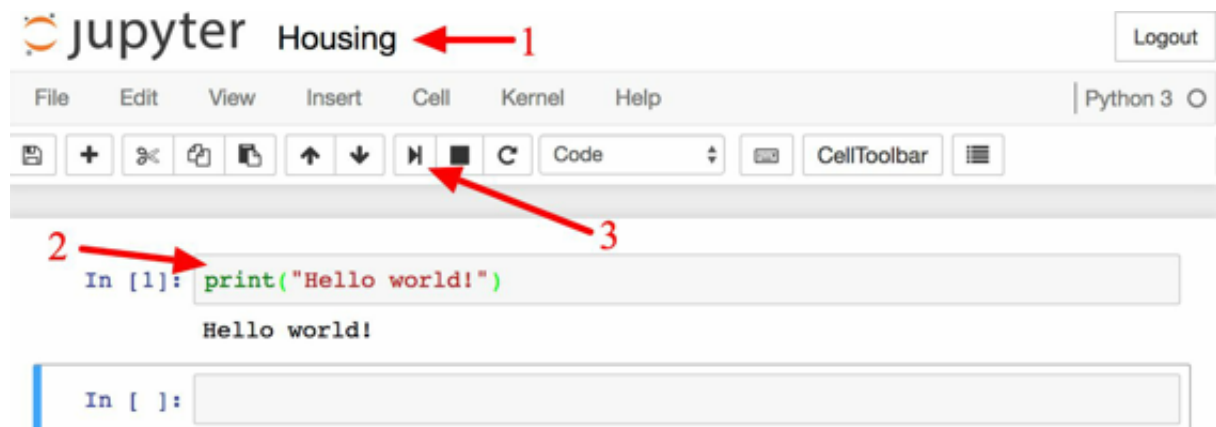 jupyter Housing 1 Logout
File Edit View Insert Cell Kernel Help Python 3
Code CellToolbar
3
2
In [1]: print("Hello world!")
Hello world!
In [ ]: